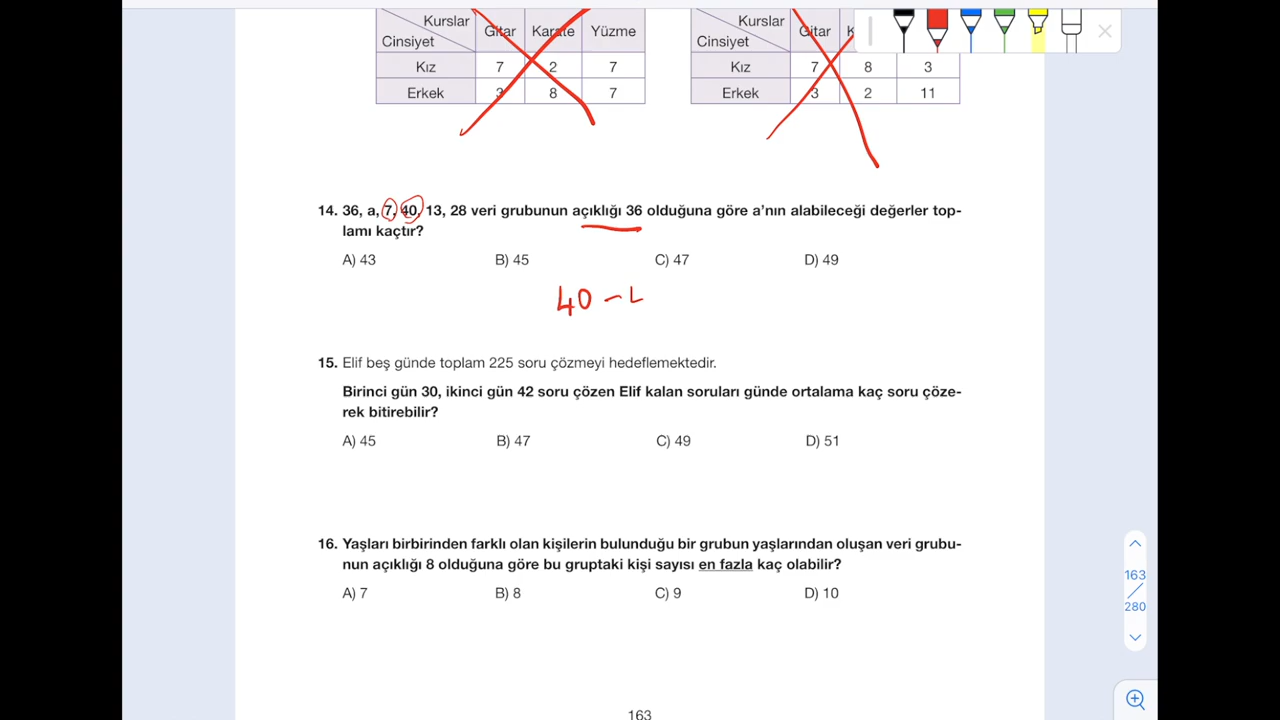 Kurslar
Cinsiyet
Gitar Karate Yüzme
Kız 7 2 7
Erkek 3 8 7
Kurslar
Cinsiyet
Gitar K
Kız 7 8 3
Erkek 3 2 11
14. 36, a, 7, 40, 13, 28 veri grubunun açıklığı 36 olduğuna göre a'nın alabileceği değerler top-
lamı kaçtır?
A) 43 B) 45 C) 47 D) 49
40 –
15. Elif beş günde toplam 225 soru çözmeyi hedeflemektedir.
Birinci gün 30, ikinci gün 42 soru çözen Elif kalan soruları günde ortalama kaç soru çöze-
rek bitirebilir?
A) 45 B) 47 C) 49 D) 51
16. Yaşları birbirinden farklı olan kişilerin bulunduğu bir grubun yaşlarından oluşan veri grubu-
nun açıklığı 8 olduğuna göre bu gruptaki kişi sayısı en fazla kaç olabilir?
A) 7 B) 8 C) 9 D) 10
163
163
280